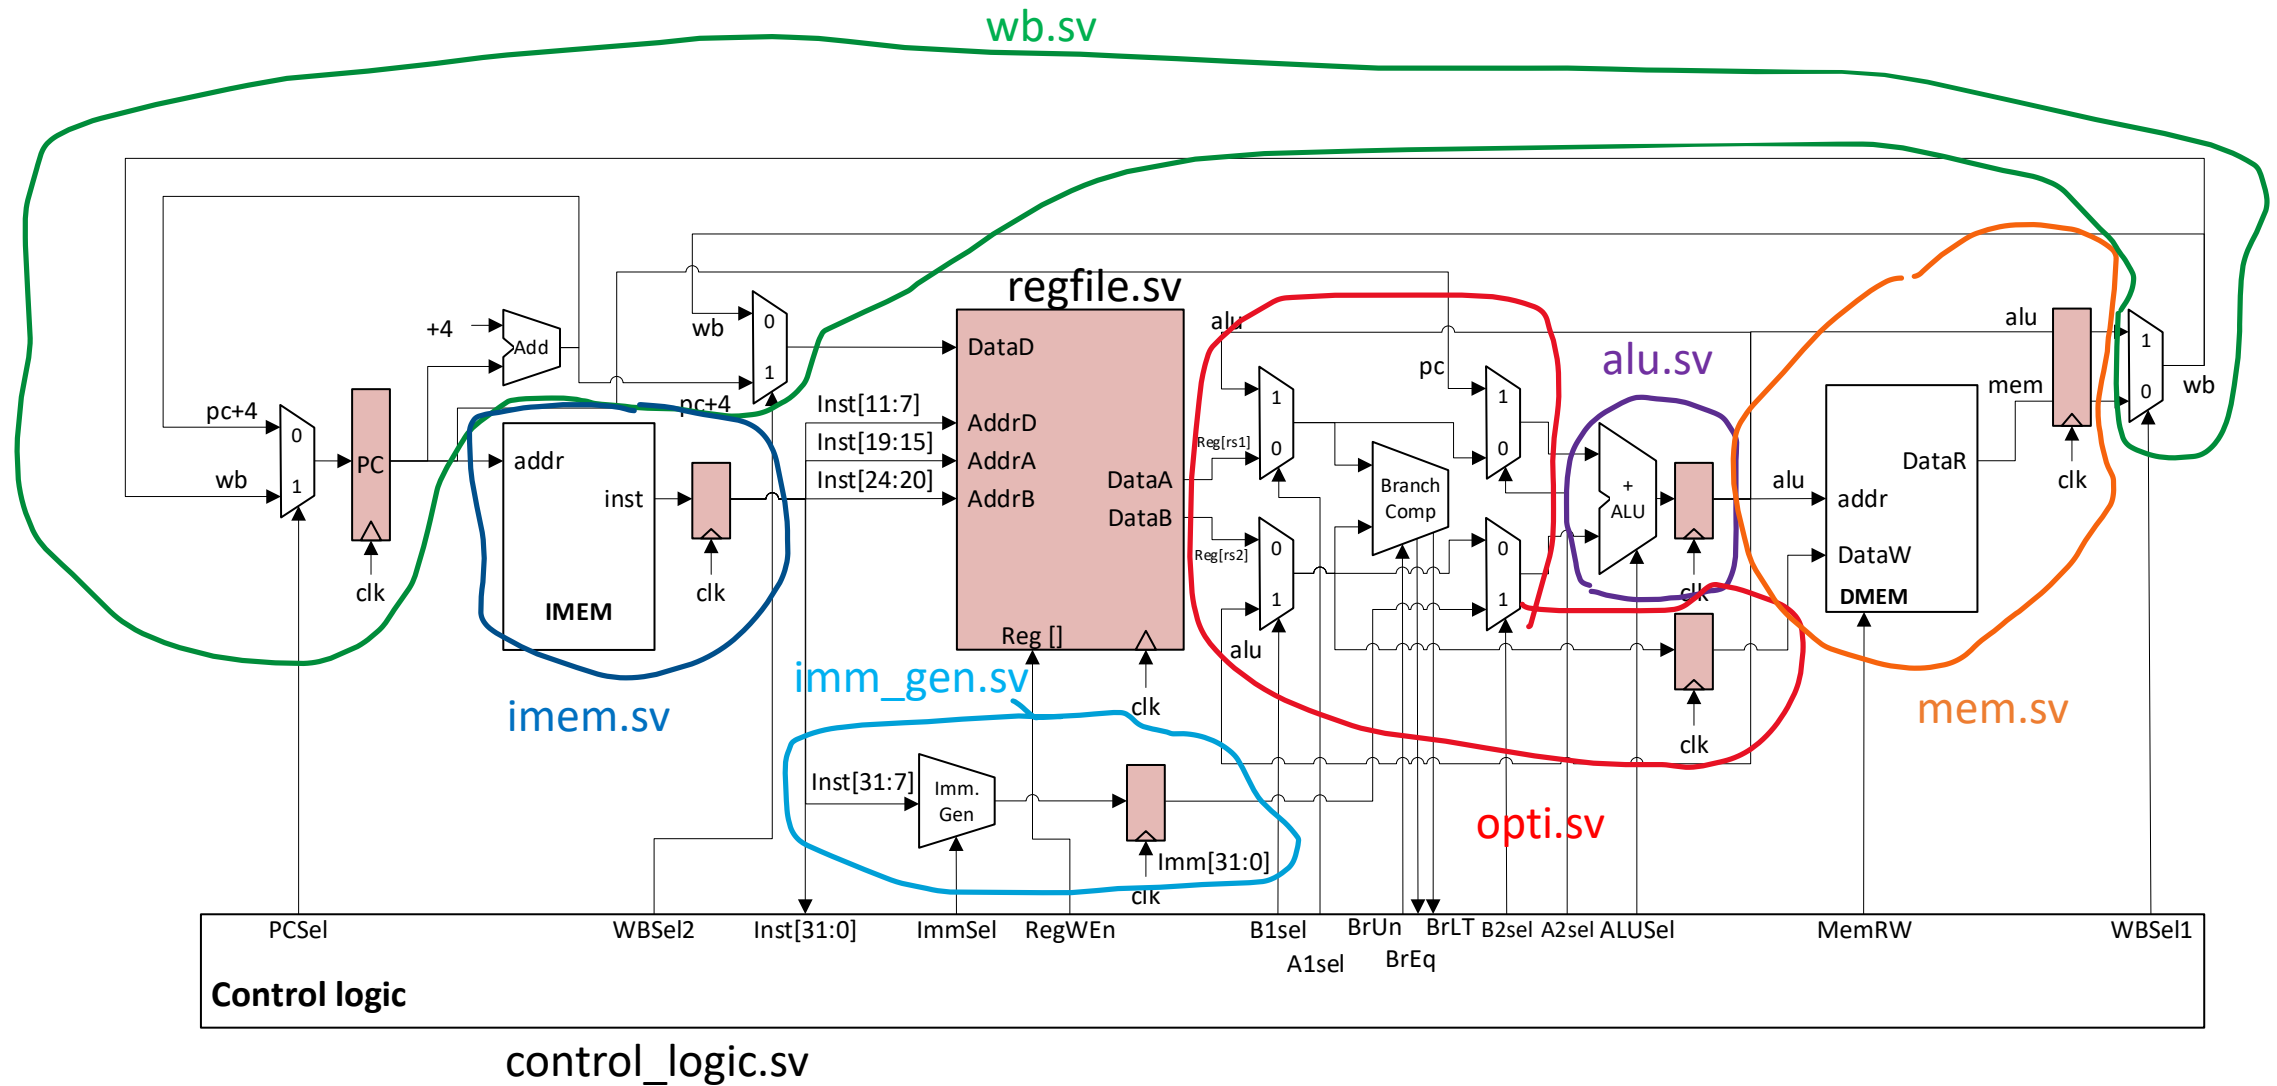 wb.sv
regfile.sv
+4
Add
wb
0
1
DataD
alu
pc
alu.sv
alu
1
0
wb
mem
pc+4
0
1
wb
PC
clk
pc+4
addr
inst
IMEM
clk
Inst[11:7]
Inst[19:15]
Inst[24:20]
AddrD
AddrA
AddrB
DataA
DataB
Reg []
clk
Reg[rs1]
Reg[rs2]
1
0
0
1
alu
Branch
Comp
1
0
0
1
+
ALU
clk
clk
alu
addr
DataR
DataW
DMEM
clk
imem.sv
imm_gen.sv
mem.sv
Inst[31:7]
Imm.
Gen
Imm[31:0]
clk
opti.sv
PCSel
WBSel2
Inst[31:0]
ImmSel
RegWEn
B1sel
A1sel
BrUn
BrEq
BrLT
B2sel
A2sel
ALUSel
MemRW
WBSel1
Control logic
control_logic.sv